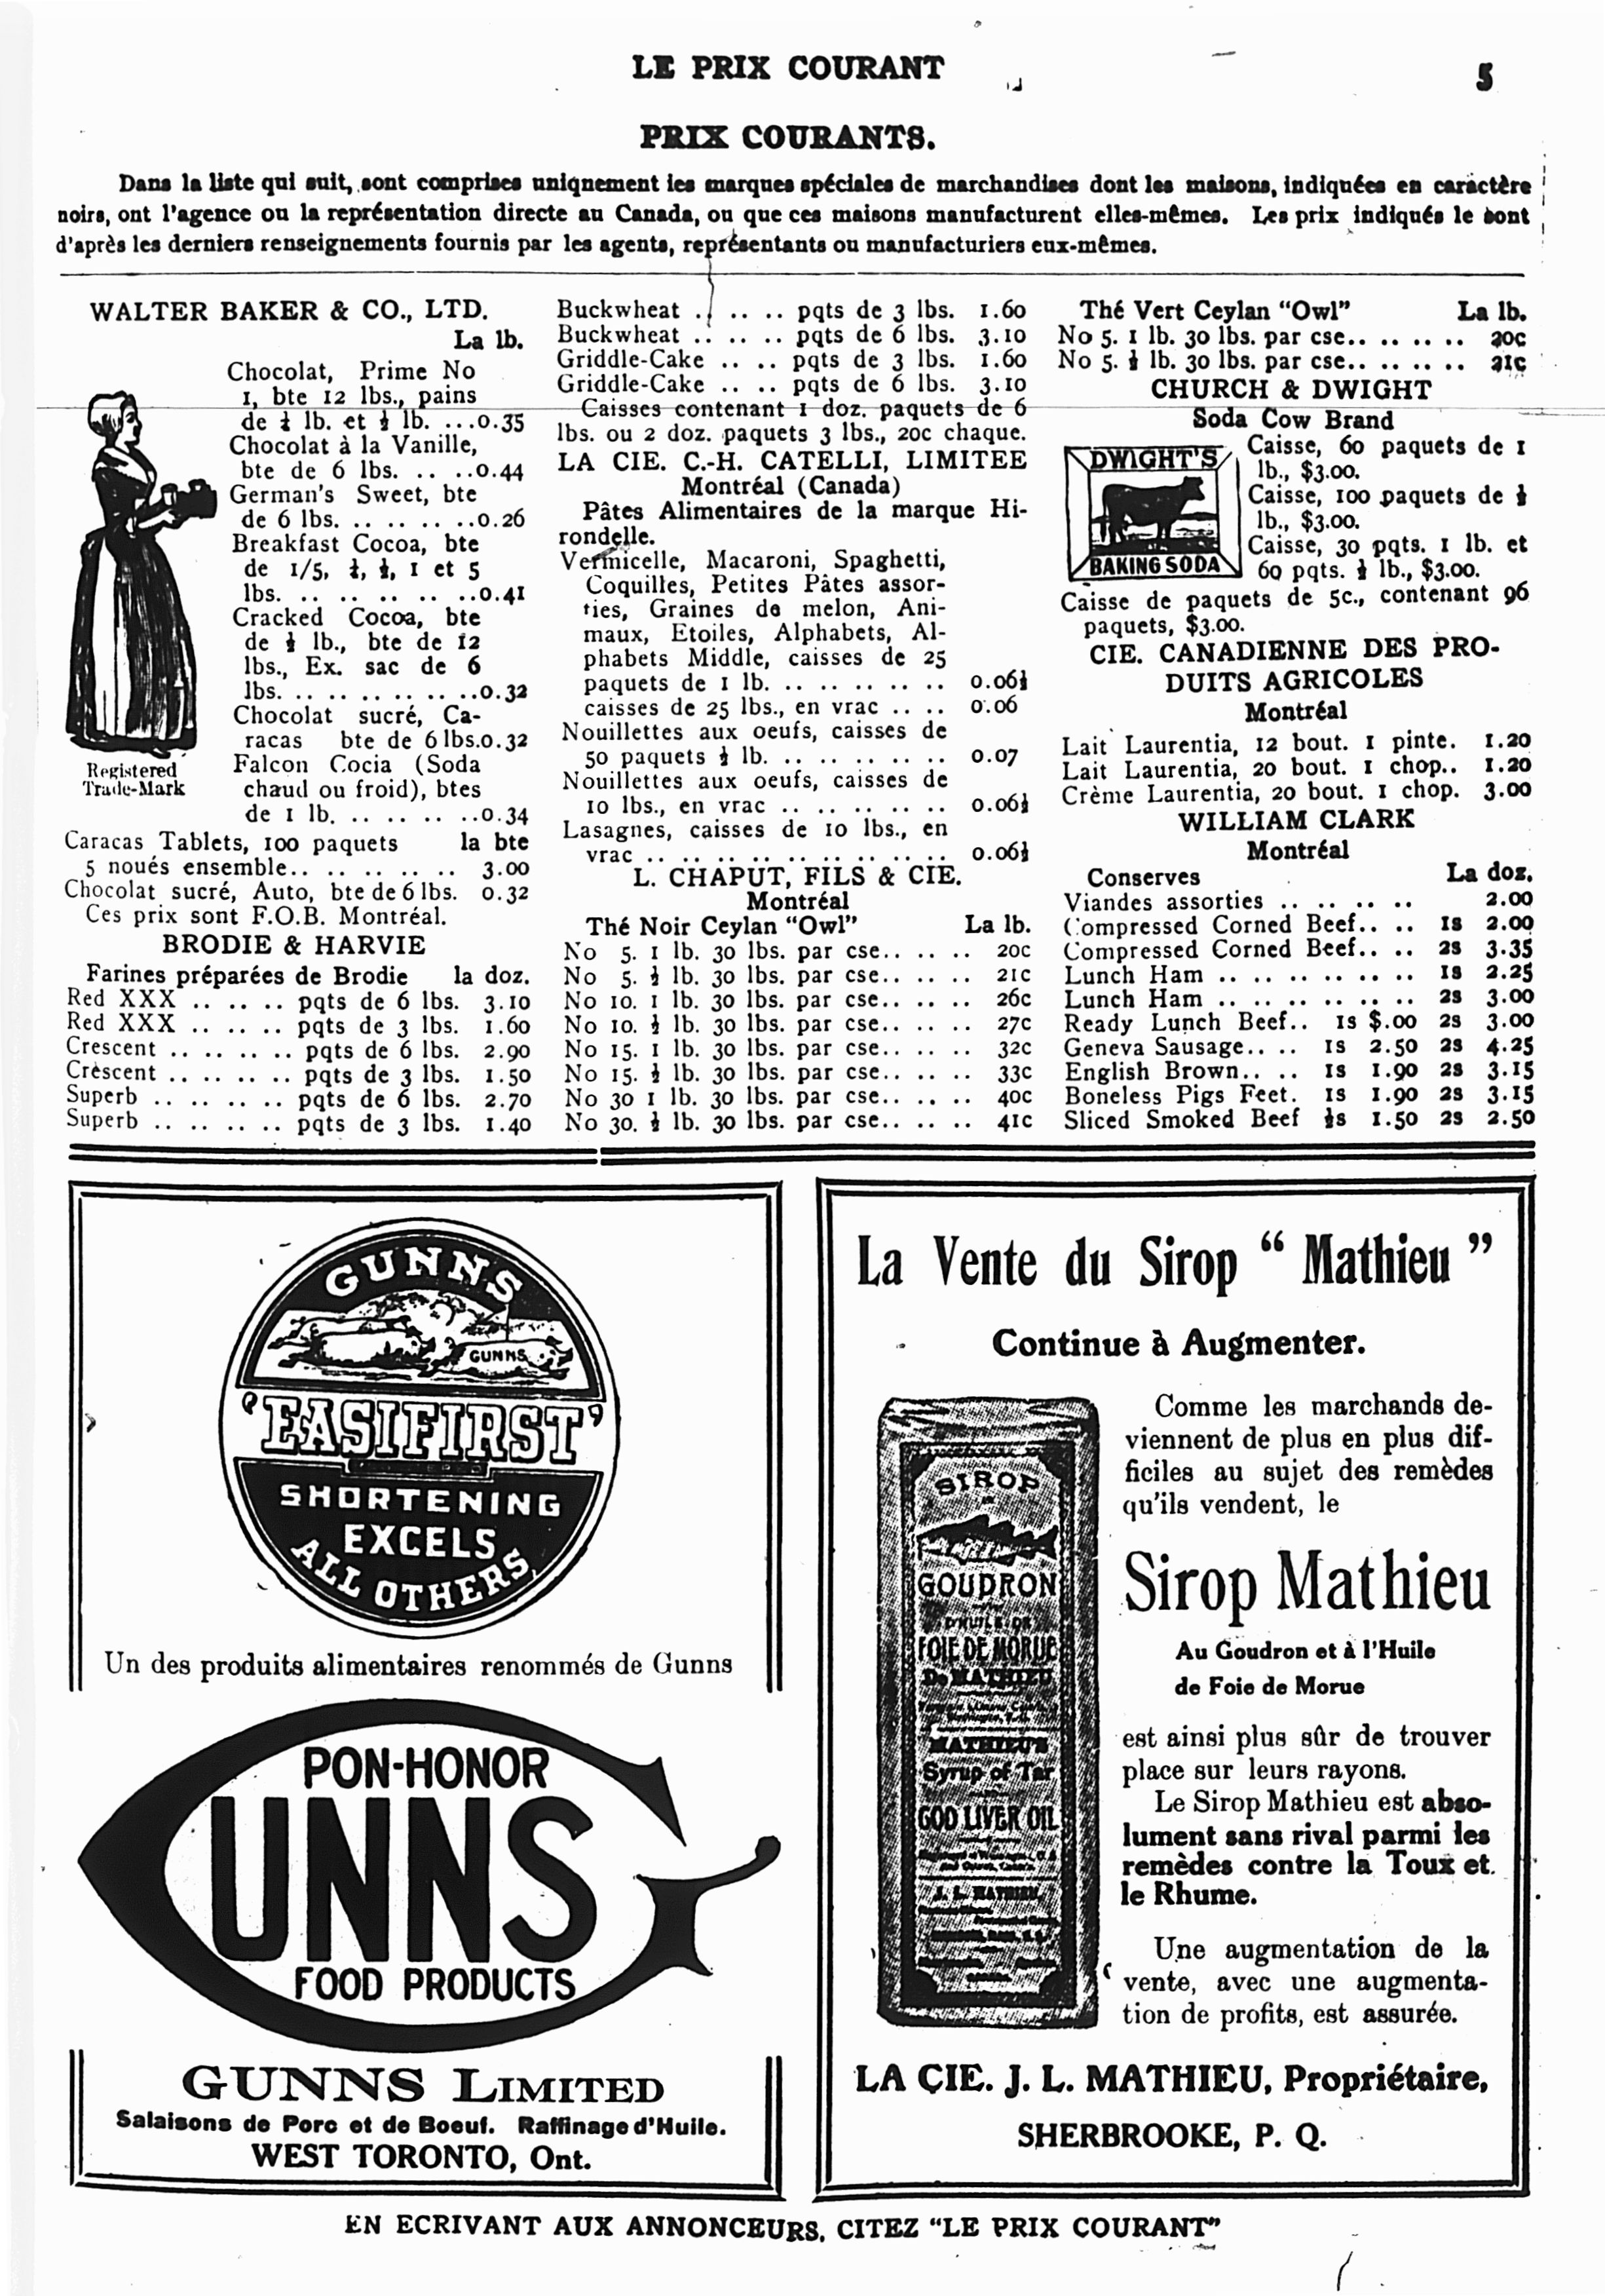 LE PRIX COURANT
5
PRIX COURANTS.
Dans la liste qui suit, sont comprises uniquement les marques spéciales de marchandises dont les maisons, indiquées en caractère
noirs, ont l'agence ou la représentation directe au Canada, ou que ces maisons manufacturent elles-mêmes. Les prix indiqués le sont
d'après les derniers renseignements fournis par les agents, représentants ou manufacturiers eux-mêmes.
WALTER BAKER & CO., LTD.
La lb.
Chocolat, Prime No
1, bte 12 lbs., pains
de ¼ lb. et ½ lb. ...0.35
Chocolat à la Vanille,
bte de 6 lbs. .. ..0.44
German's Sweet, bte
de 6 lbs. .. .. .. ..0.26
Breakfast Cocoa, bte
de 1/5, ¼, ½, 1 et 5
lbs. .. .. .. .. ..0.41
Cracked Cocoa, bte
de ½ lb., bte de 12
lbs., Ex. sac de 6
lbs. .. .. .. .. .. ..0.32
Chocolat sucré, Ca-
racas bte de 6 lbs.0.32
Falcon Cocia (Soda
chaud ou froid), btes
de 1 lb. .. .. .. ..0.34
Registered
Trade-Mark
Caracas Tablets, 100 paquets la bte
5 noués ensemble.. .. .. .. .. 3.00
Chocolat sucré, Auto, bte de 6 lbs. 0.32
Ces prix sont F.O.B. Montréal.
BRODIE & HARVIE
Farines préparées de Brodie la doz.
Red XXX .. .. .. pqts de 6 lbs. 3.10
Red XXX .. .. .. pqts de 3 lbs. 1.60
Crescent .. .. .. .. pqts de 6 lbs. 2.90
Crescent .. .. .. .. pqts de 3 lbs. 1.50
Superb .. .. .. .. pqts de 6 lbs. 2.70
Superb .. .. .. .. pqts de 3 lbs. 1.40
Buckwheat .. .. .. pqts de 3 lbs. 1.60
Buckwheat .. .. .. pqts de 6 lbs. 3.10
Griddle-Cake .. .. pqts de 3 lbs. 1.60
Griddle-Cake .. .. pqts de 6 lbs. 3.10
Caisses contenant 1 doz. paquets de 6
lbs. ou 2 doz. paquets 3 lbs., 20c chaque.
LA CIE. C.-H. CATELLI, LIMITEE
Montréal (Canada)
Pâtes Alimentaires de la marque Hi-
rondelle.
Vermicelle, Macaroni, Spaghetti,
Coquilles, Petites Pâtes assor-
ties, Graines de melon, Ani-
maux, Etoiles, Alphabets, Al-
phabets Middle, caisses de 25
paquets de 1 lb. .. .. .. .. .. 0.06½
caisses de 25 lbs., en vrac .. .. 0.06
Nouillettes aux oeufs, caisses de
50 paquets ½ lb. .. .. .. .. .. 0.07
Nouillettes aux oeufs, caisses de
10 lbs., en vrac .. .. .. .. .. 0.06½
Lasagnes, caisses de 10 lbs., en
vrac .. .. .. .. .. .. .. .. .. 0.06½
L. CHAPUT, FILS & CIE.
Montréal
Thé Noir Ceylan "Owl" La lb.
No 5. 1 lb. 30 lbs. par cse.. .. .. 20c
No 5. ½ lb. 30 lbs. par cse.. .. .. 21c
No 10. 1 lb. 30 lbs. par cse.. .. .. 26c
No 10. ½ lb. 30 lbs. par cse.. .. .. 27c
No 15. 1 lb. 30 lbs. par cse.. .. .. 32c
No 15. ½ lb. 30 lbs. par cse.. .. .. 33c
No 30 1 lb. 30 lbs. par cse.. .. .. 40c
No 30. ½ lb. 30 lbs. par cse.. .. .. 41c
Thé Vert Ceylan "Owl" La lb.
No 5. 1 lb. 30 lbs. par cse.. .. .. .. 20c
No 5. ½ lb. 30 lbs. par cse.. .. .. .. 21c
CHURCH & DWIGHT
Soda Cow Brand
DWIGHT'S
BAKING SODA
Caisse, 60 paquets de 1
lb., $3.00.
Caisse, 100 paquets de ½
lb., $3.00.
Caisse, 30 pqts. 1 lb. et
60 pqts. ½ lb., $3.00.
Caisse de paquets de 5c., contenant 96
paquets, $3.00.
CIE. CANADIENNE DES PRO-
DUITS AGRICOLES
Montréal
Lait Laurentia, 12 bout. 1 pinte. 1.20
Lait Laurentia, 20 bout. 1 chop.. 1.20
Crème Laurentia, 20 bout. 1 chop. 3.00
WILLIAM CLARK
Montréal
Conserves La doz.
Viandes assorties .. .. .. .. .. 2.00
Compressed Corned Beef.. .. 1s 2.00
Compressed Corned Beef.. .. 2s 3.35
Lunch Ham .. .. .. .. .. .. 1s 2.25
Lunch Ham .. .. .. .. .. .. 2s 3.00
Ready Lunch Beef.. 1s $.00 2s 3.00
Geneva Sausage.. .. 1s 2.50 2s 4.25
English Brown.. .. 1s 1.90 2s 3.15
Boneless Pigs Feet. 1s 1.90 2s 3.15
Sliced Smoked Beef ½s 1.50 2s 2.50
GUNNS
GUNNS
'EASIFIRST'
SHORTENING
EXCELS
ALL OTHERS
Un des produits alimentaires renommés de Gunns
PON-HONOR
GUNNS
FOOD PRODUCTS
GUNNS LIMITED
Salaisons de Porc et de Boeuf. Raffinage d'Huile.
WEST TORONTO, Ont.
La Vente du Sirop " Mathieu "
Continue à Augmenter.
SIROP
GOUDRON
D'HUILE DE
FOIE DE MORUE
De MATHIEU
MATHIEU'S
Syrup of Tar
COD LIVER OIL
J. L. MATHIEU
Comme les marchands de-
viennent de plus en plus dif-
ficiles au sujet des remèdes
qu'ils vendent, le
Sirop Mathieu
Au Goudron et à l'Huile
de Foie de Morue
est ainsi plus sûr de trouver
place sur leurs rayons.
Le Sirop Mathieu est abso-
lument sans rival parmi les
remèdes contre la Toux et
le Rhume.
Une augmentation de la
vente, avec une augmenta-
tion de profits, est assurée.
LA CIE. J. L. MATHIEU, Propriétaire,
SHERBROOKE, P. Q.
EN ECRIVANT AUX ANNONCEURS, CITEZ "LE PRIX COURANT"